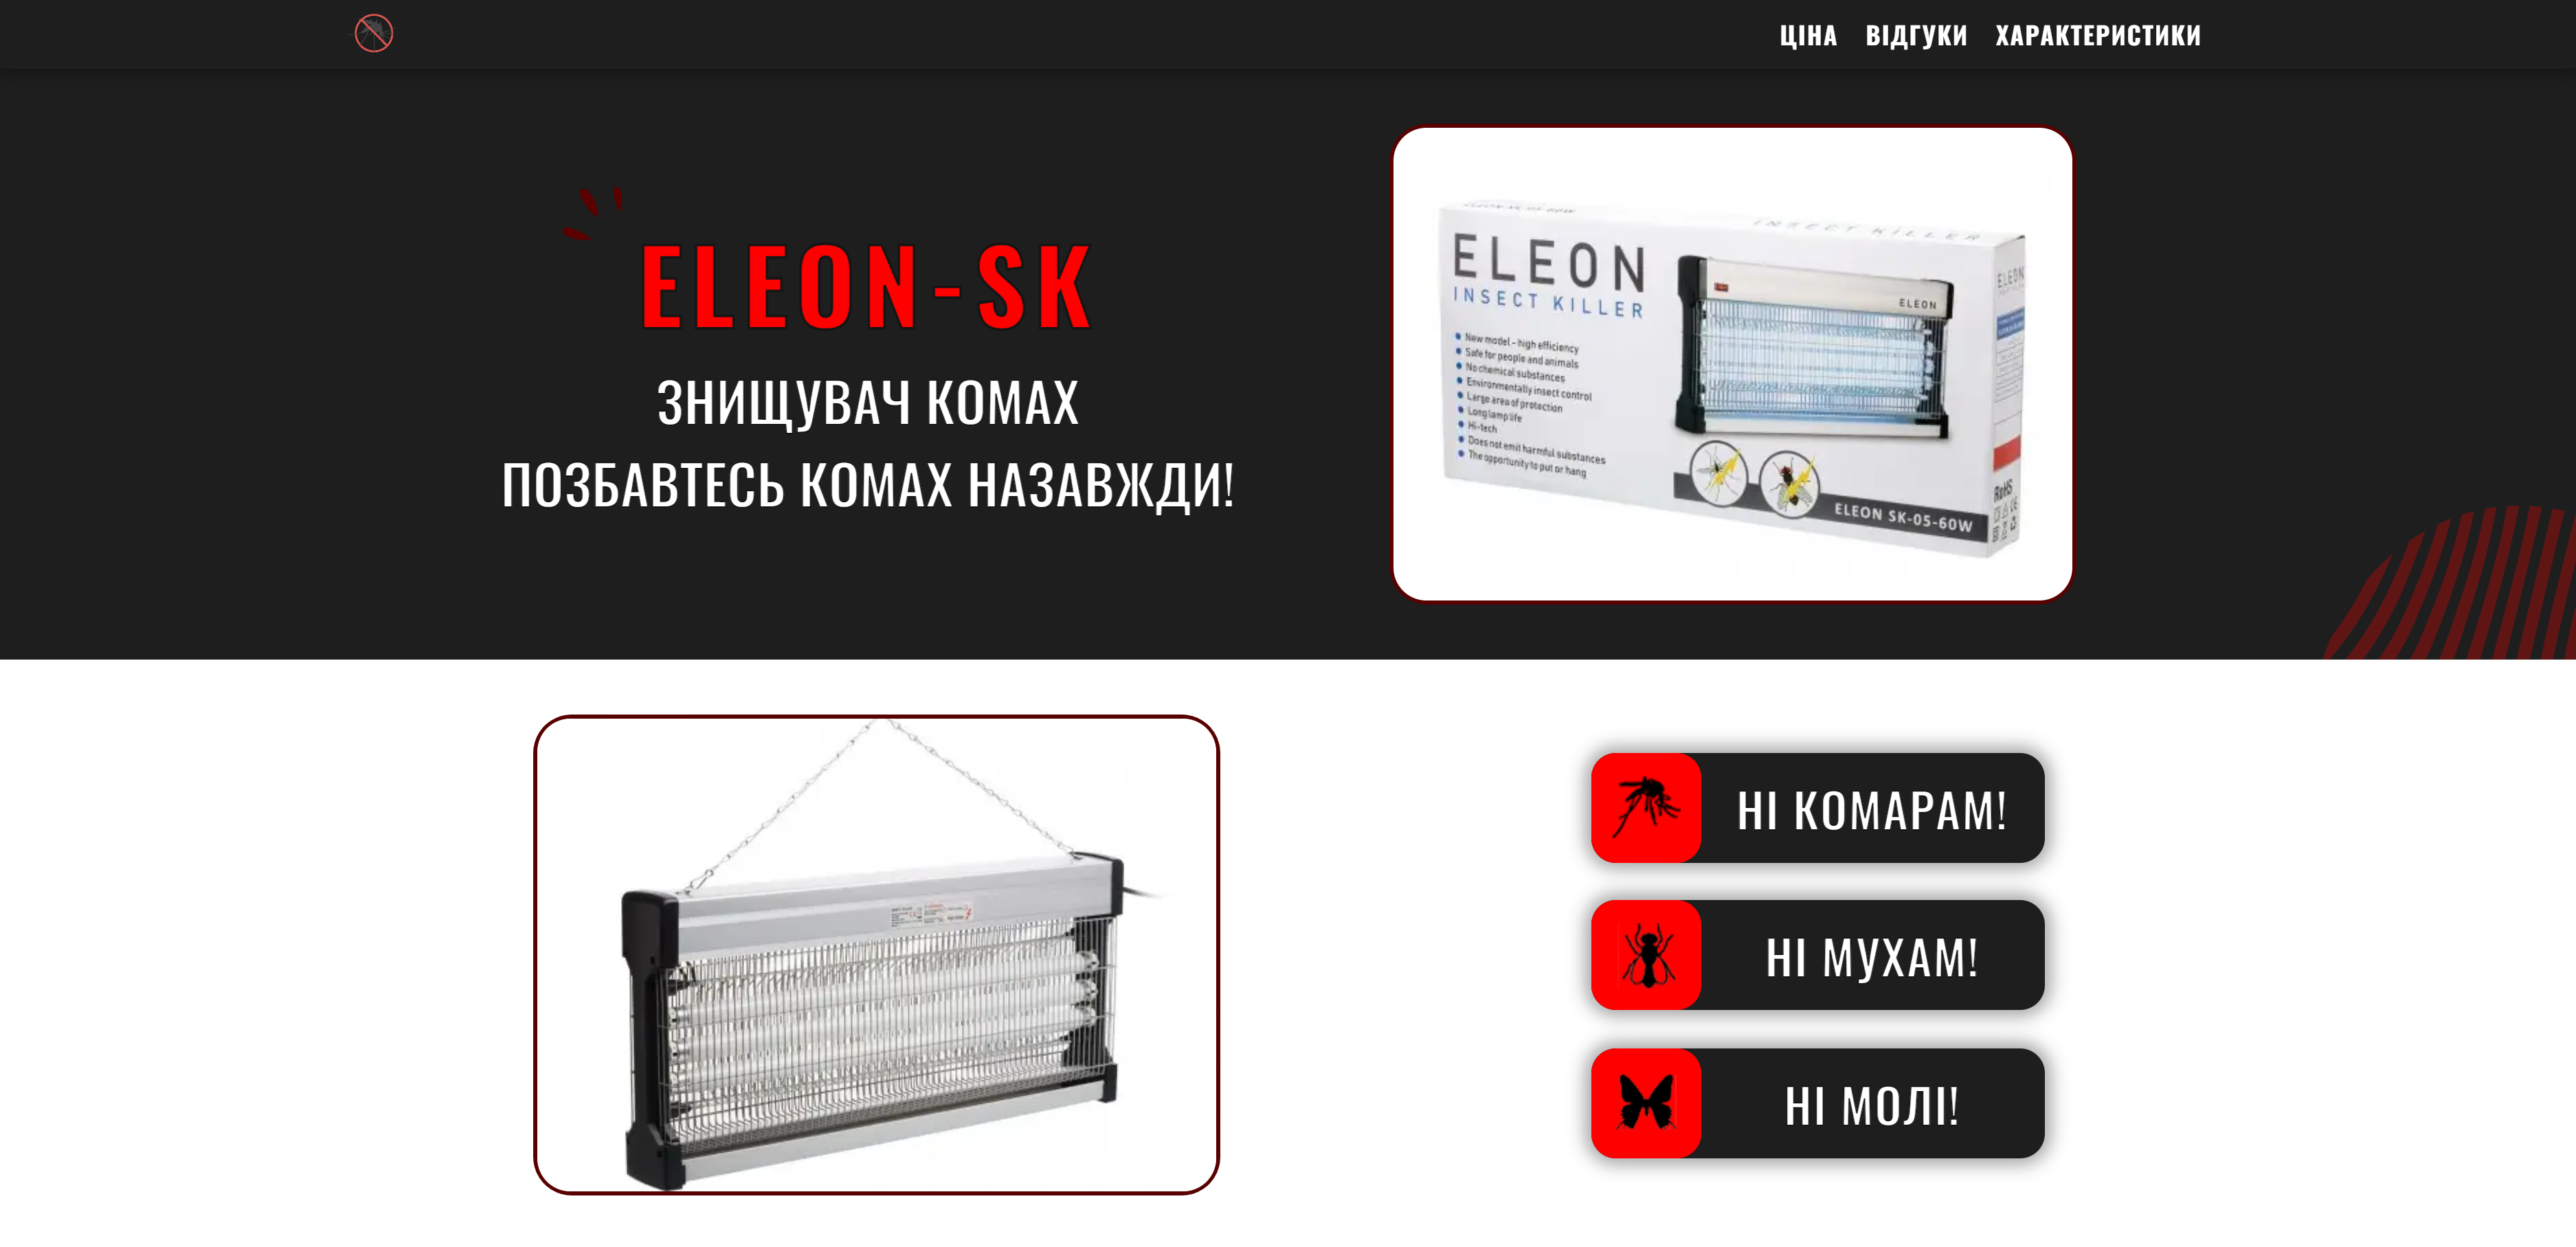 ЦІНА ВІДГУКИ ХАРАКТЕРИСТИКИ
ELEON-SK
ЗНИЩУВАЧ КОМАХ
ПОЗБАВТЕСЬ КОМАХ НАЗАВЖДИ!
INSECT KILLER
ELEON
INSECT KILLER
New model - high efficiency
Safe for people and animals
No chemical substances
Environmentally insect control
Large area of protection
Long lamp life
Hi-tech
Does not emit harmful substances
The opportunity to put or hang
ELEON
ELEON SK-05-60W
ELEON
RoHS
НІ КОМАРАМ!
НІ МУХАМ!
НІ МОЛІ!